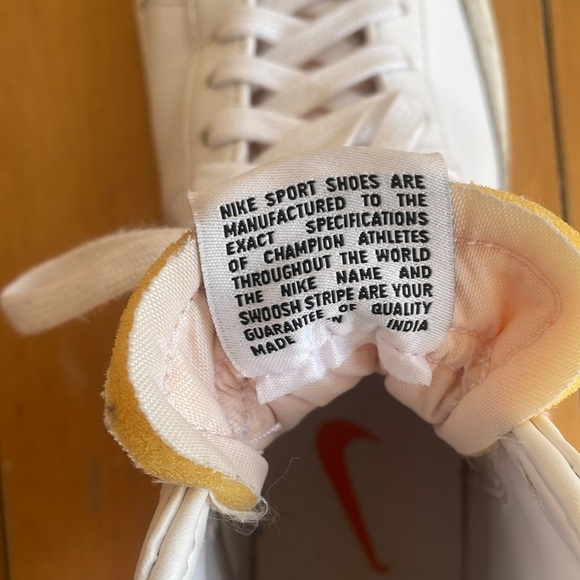 NIKE SPORT SHOES ARE
MANUFACTURED TO THE
EXACT SPECIFICATIONS
OF CHAMPION ATHLETES
THROUGHOUT THE WORLD
THE NIKE NAME AND
SWOOSH STRIPE ARE YOUR
GUARANTEE OF QUALITY
MADE IN INDIA